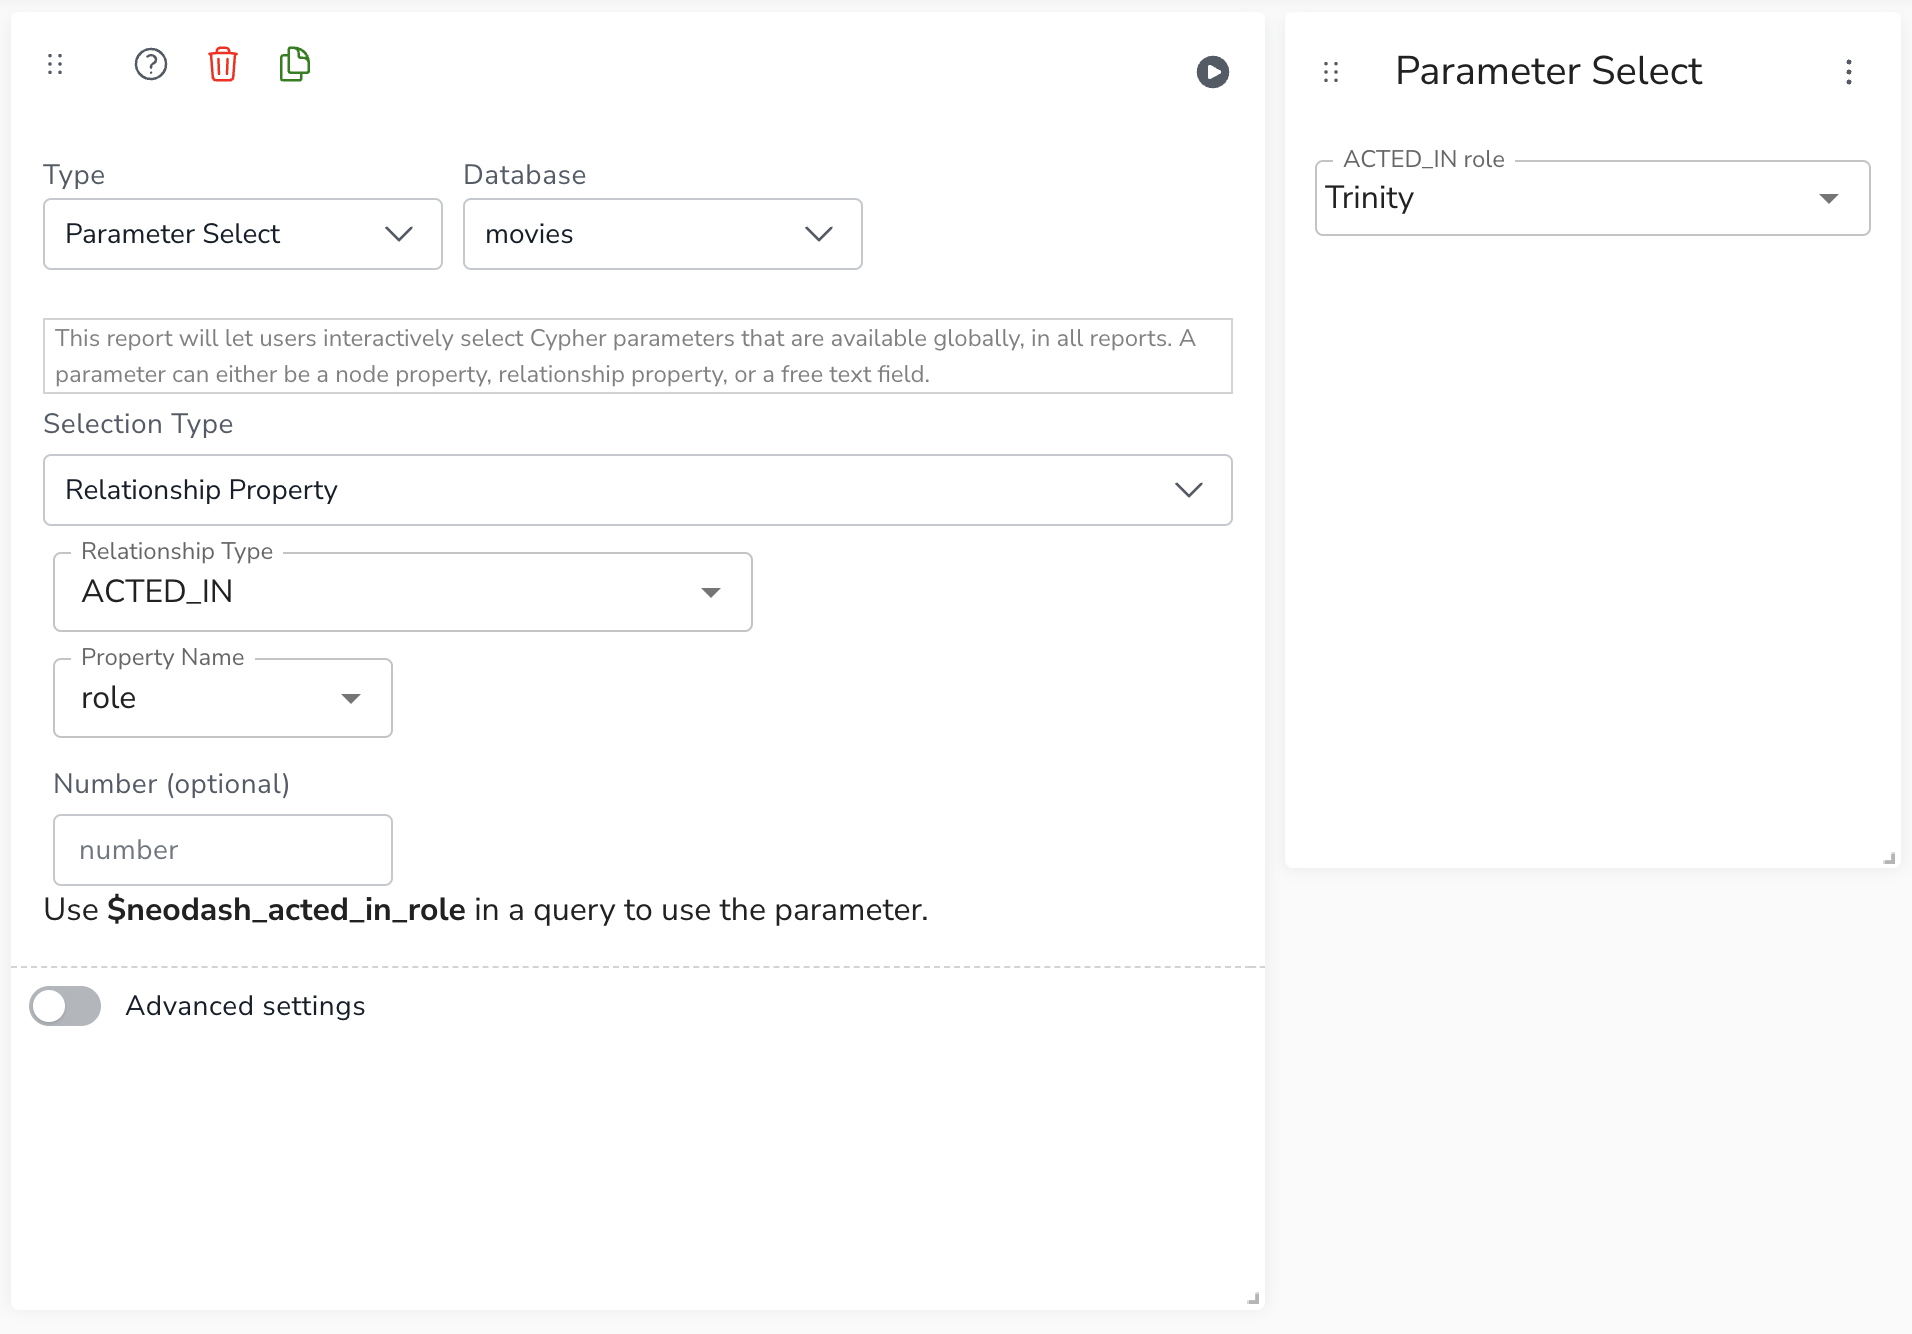 Type
Database
Parameter Select
movies
This report will let users interactively select Cypher parameters that are available globally, in all reports. A
parameter can either be a node property, relationship property, or a free text field.
Selection Type
Relationship Property
Relationship Type
ACTED_IN
Property Name
role
Number (optional)
number
Use $neodash_acted_in_role in a query to use the parameter.
Advanced settings
Parameter Select
ACTED_IN role
Trinity